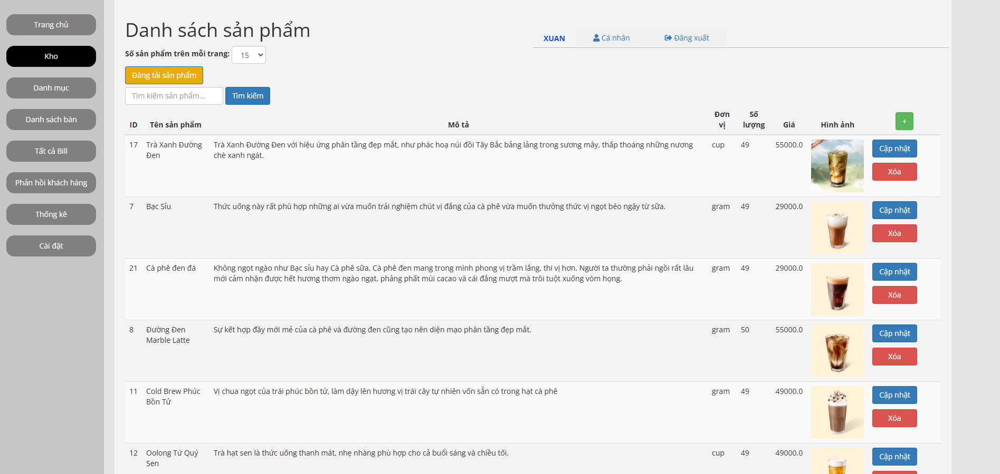 Trang chủ
Kho
Danh mục
Danh sách bàn
Tất cả Bill
Phản hồi khách hàng
Thống kê
Cài đặt
Danh sách sản phẩm
XUAN
Cá nhân
Đăng xuất
Số sản phẩm trên mỗi trang: 15
Đăng tải sản phẩm
Tìm kiếm sản phẩm...
Tìm kiếm
ID Tên sản phẩm Mô tả Đơn vị Số lượng Giá Hình ảnh +
17 Trà Xanh Đường Trà Xanh Đường Đen với hiệu ứng phân tầng đẹp mắt, như phác hoạ núi đồi Tây Bắc bảng lảng trong sương mây, thấp thoáng những nương cup 49 55000.0 Cập nhật
Đen chè xanh ngát.
Xóa
7 Bạc Sỉu Thức uống này rất phù hợp những ai vừa muốn trải nghiệm chút vị đắng của cà phê vừa muốn thưởng thức vị ngọt béo ngậy từ sữa. gram 49 29000.0 Cập nhật
Xóa
21 Cà phê đen đá Không ngọt ngào như Bạc sỉu hay Cà phê sữa, Cà phê đen mang trong mình phong vị trầm lắng, thi vị hơn. Người ta thường phải ngồi rất lâu gram 49 29000.0 Cập nhật
mới cảm nhận được hết hương thơm ngào ngạt, phảng phất mùi cacao và cái đắng mượt mà trôi tuột xuống vòm họng.
Xóa
8 Đường Đen Sự kết hợp đầy mới mẻ của cà phê và đường đen cũng tạo nên diện mạo phân tầng đẹp mắt. gram 50 55000.0 Cập nhật
Marble Latte
Xóa
11 Cold Brew Phúc Vị chua ngọt của trái phúc bồn tử, làm dậy lên hương vị trái cây tự nhiên vốn sẵn có trong hạt cà phê gram 49 49000.0 Cập nhật
Bồn Tử
Xóa
12 Oolong Tứ Quý Trà hạt sen là thức uống thanh mát, nhẹ nhàng phù hợp cho cả buổi sáng và chiều tối. cup 49 49000.0 Cập nhật
Sen